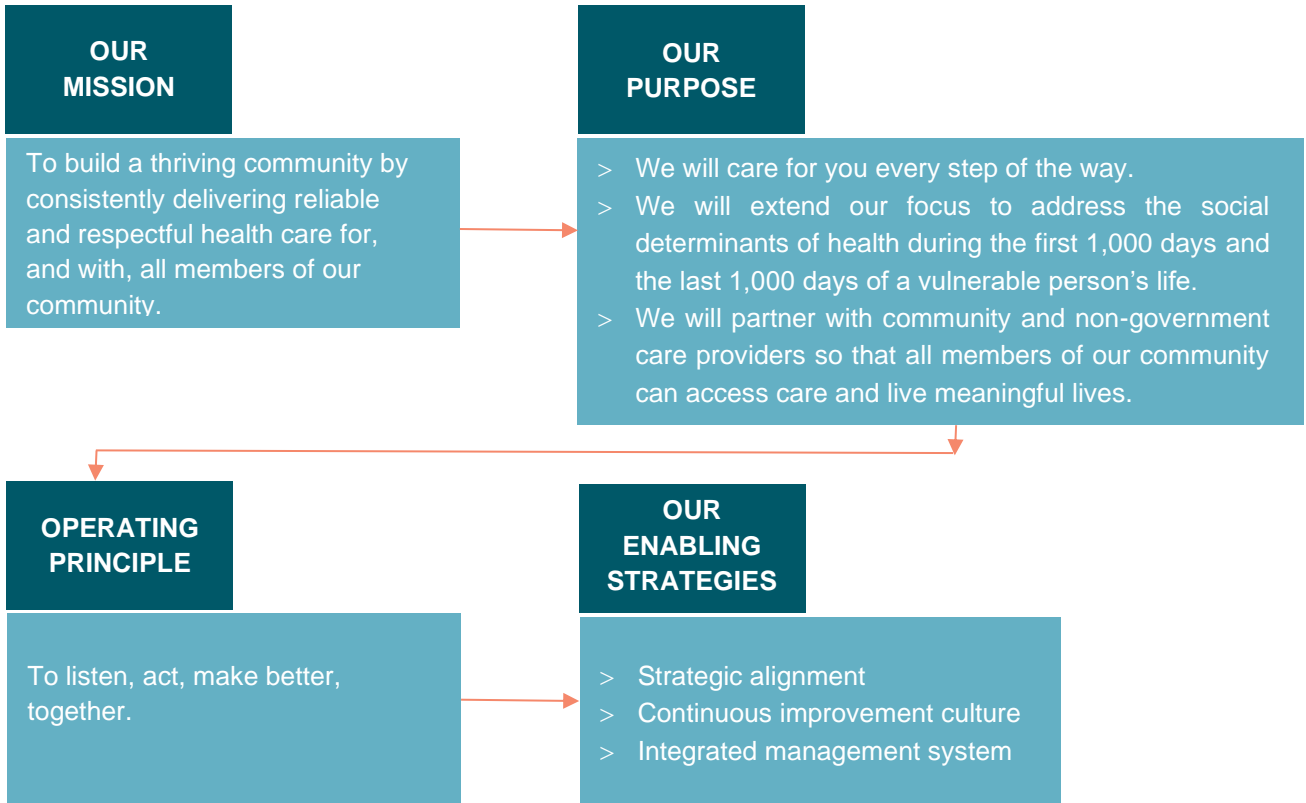 OUR
MISSION
To build a thriving community by
consistently delivering reliable
and respectful health care for,
and with, all members of our
community.
OUR
PURPOSE
> We will care for you every step of the way.
> We will extend our focus to address the social
determinants of health during the first 1,000 days and
the last 1,000 days of a vulnerable person’s life.
> We will partner with community and non-government
care providers so that all members of our community
can access care and live meaningful lives.
OPERATING
PRINCIPLE
To listen, act, make better,
together.
OUR
ENABLING
STRATEGIES
> Strategic alignment
> Continuous improvement culture
> Integrated management system